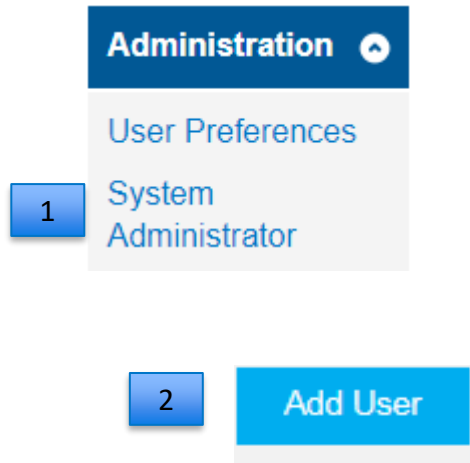 Administration
User Preferences
1
System
Administrator
2
Add User